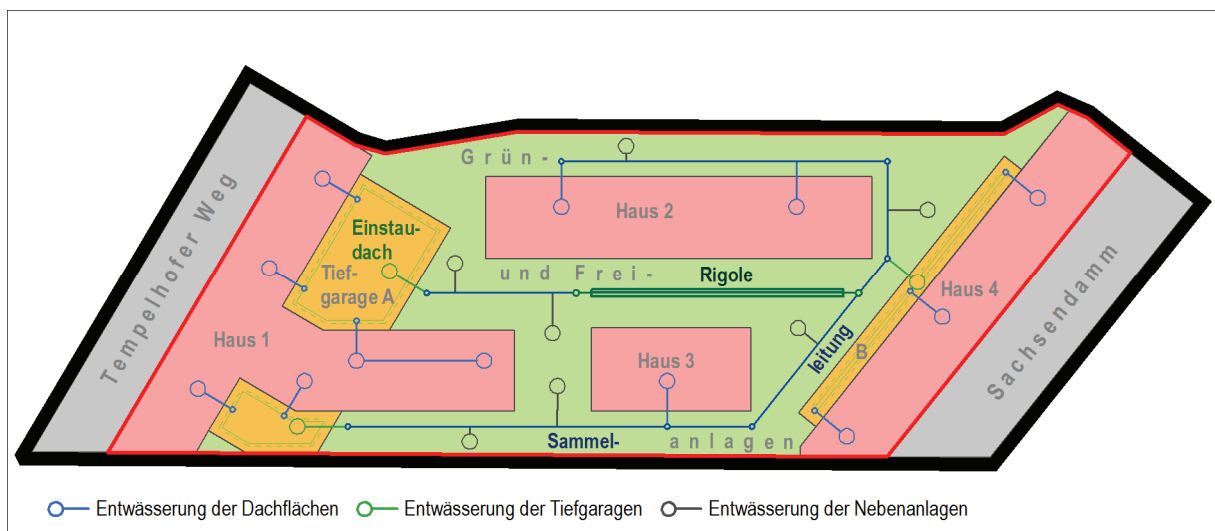 Grün-
Haus 2
Tempelhofer Weg
Einstau-
dach
Tief-
garage A
und Frei-
Rigole
Haus 4
Haus 1
Haus 3
leitung
B
Sachsendamm
Sammel-
anlagen
Entwässerung der Dachflächen
Entwässerung der Tiefgaragen
Entwässerung der Nebenanlagen